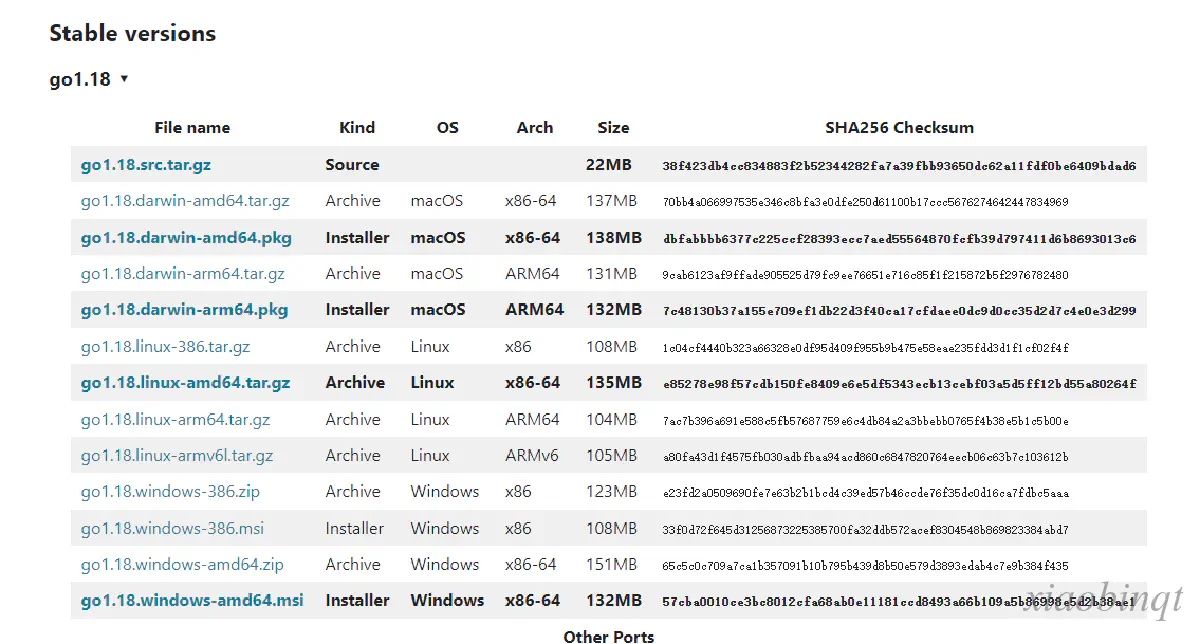 Stable versions
go1.18 ▾
File name Kind OS Arch Size SHA256 Checksum
go1.18.src.tar.gz Source 22MB 38f423db4cc834883f2b52344282fa7a39fbb93650dc62a11fdf0be6409bdad6
go1.18.darwin-amd64.tar.gz Archive macOS x86-64 137MB 70bb4a066997535e346c8bfa3e0dfe250d61100b17ccc5676274642447834969
go1.18.darwin-amd64.pkg Installer macOS x86-64 138MB dbfabbbb6377c225ccf28393ecc7aed55564870fcfb39d797411d6b8693013c6
go1.18.darwin-arm64.tar.gz Archive macOS ARM64 131MB 9cab6123af9ffade905525d79fc9ee76651e716c85f1f215872b5f2976782480
go1.18.darwin-arm64.pkg Installer macOS ARM64 132MB 7c48130b37a155e709ef1db22d3f40ca17cfdaee0dc9d0cc35d2d7c4e0e3d299
go1.18.linux-386.tar.gz Archive Linux x86 108MB 1c04cf4440b323a66328e0df95d409f955b9b475e58eae235fdd3d1f1cf02f4f
go1.18.linux-amd64.tar.gz Archive Linux x86-64 135MB e85278e98f57cdb150fe8409e6e5df5343ecb13cebf03a5d5ff12bd55a80264f
go1.18.linux-arm64.tar.gz Archive Linux ARM64 104MB 7ac7b396a691e588c5fb57687759e6c4db84a2a3bbebb0765f4b38e5b1c5b00e
go1.18.linux-armv6l.tar.gz Archive Linux ARMv6 105MB a80fa43d1f4575fb030adbfbaa94acd860c6847820764eecb06c63b7c103612b
go1.18.windows-386.zip Archive Windows x86 123MB e23fd2a0509690fe7e63b2b1bcd4c39ed57b46ccde76f35dc0d16ca7fdbc5aaa
go1.18.windows-386.msi Installer Windows x86 108MB 33f0d72f645d31256873225385700fa32ddb572acef8304548b869823384abd7
go1.18.windows-amd64.zip Archive Windows x86-64 151MB 65c5c0c709a7ca1b357091b10b795b439d8b50e579d3893edab4c7e9b384f435
go1.18.windows-amd64.msi Installer Windows x86-64 132MB 57cba0010ce3bc8012cfa68ab0e11181ccd8493a66b109a5b86998e5d2b38ae1
xiaobinqt
Other Ports